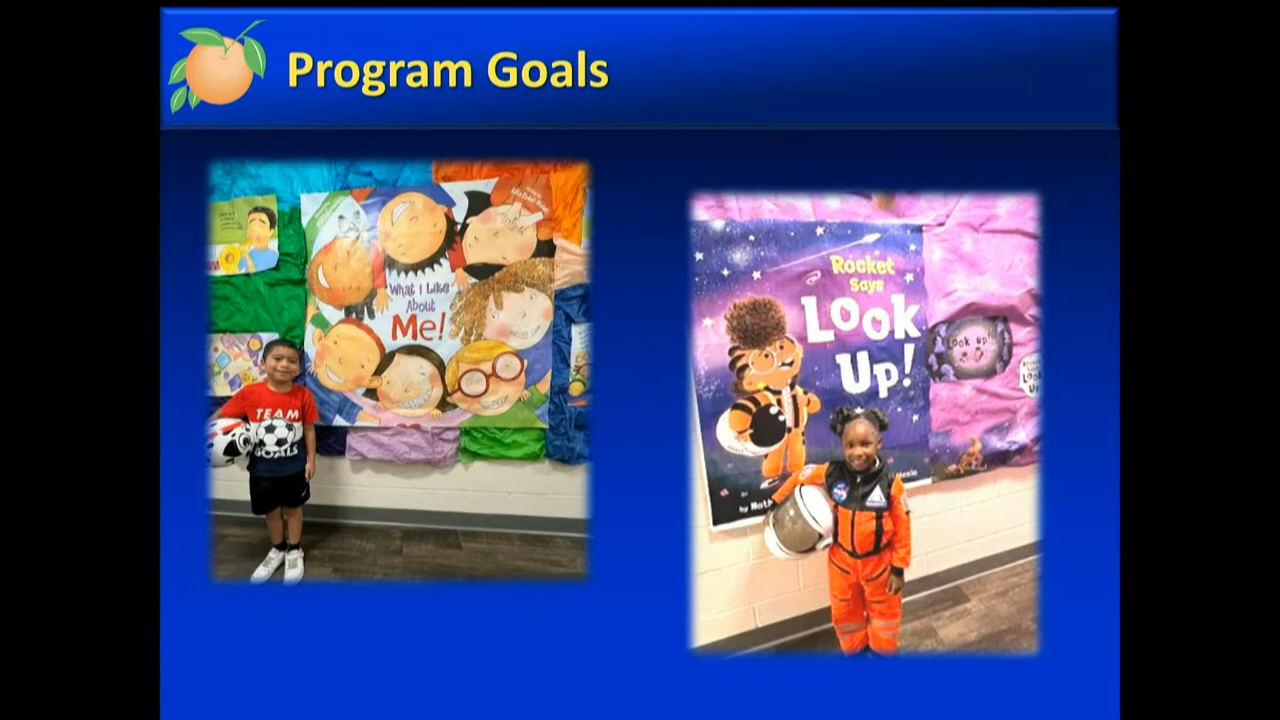 Program Goals
What I Like
About
Me!
TEAM
GOALS
Rocket
Says
Look
Up!
Look up!